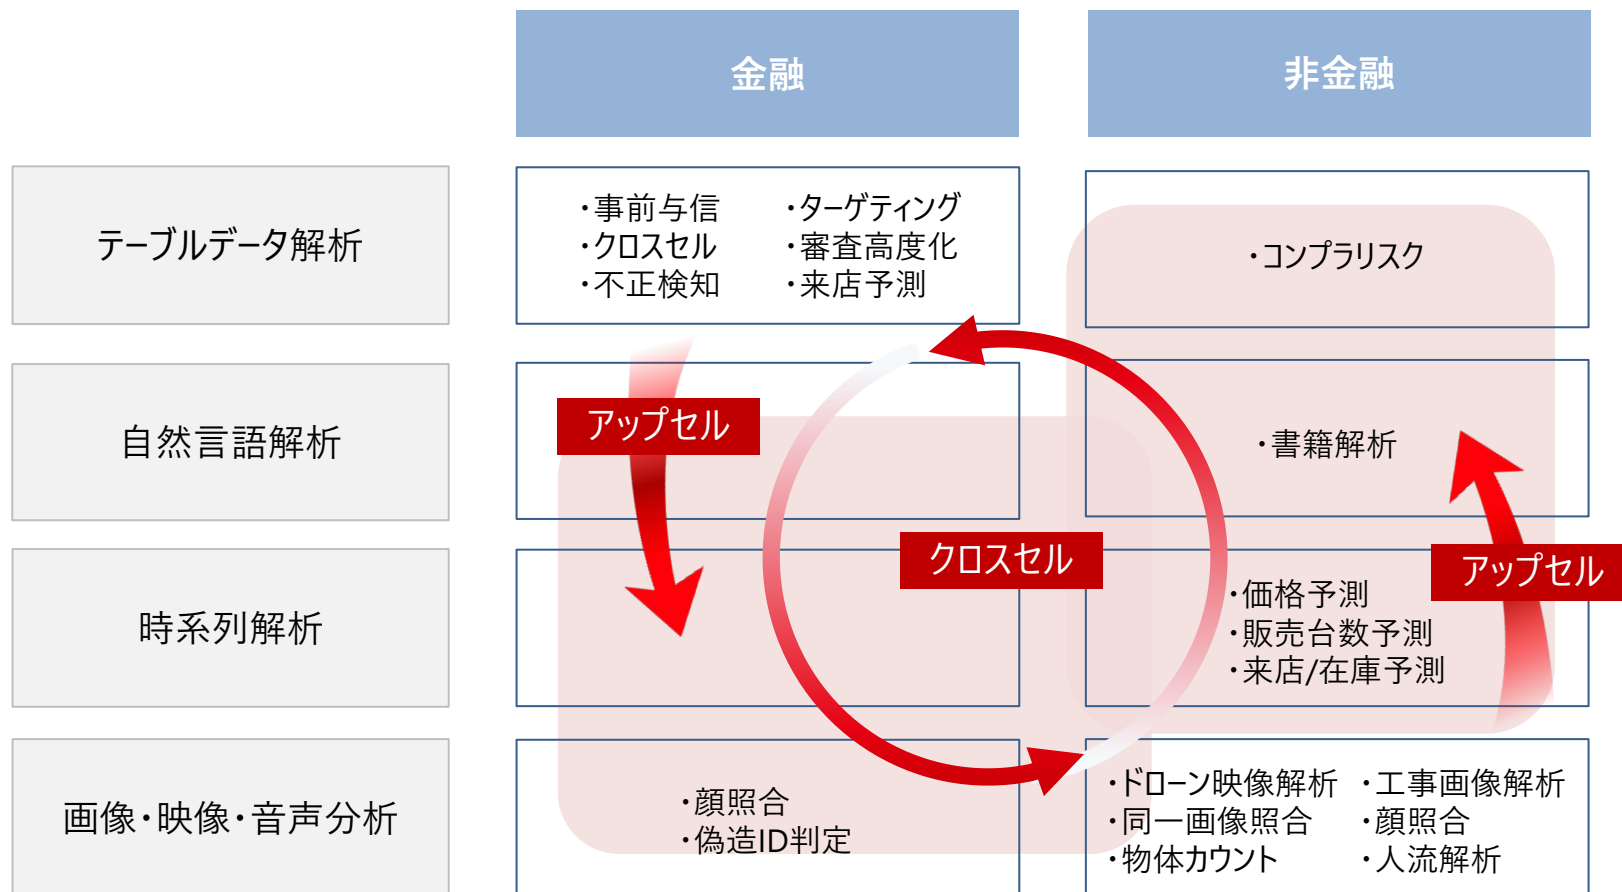 金融
非金融
テーブルデータ解析
・事前与信
・クロスセル
・不正検知
・ターゲティング
・審査高度化
・来店予測
・コンプラリスク
自然言語解析
アップセル
・書籍解析
時系列解析
クロスセル
・価格予測
・販売台数予測
・来店/在庫予測
アップセル
画像・映像・音声分析
・顔照合
・偽造ID判定
・ドローン映像解析
・同一画像照合
・物体カウント
・工事画像解析
・顔照合
・人流解析